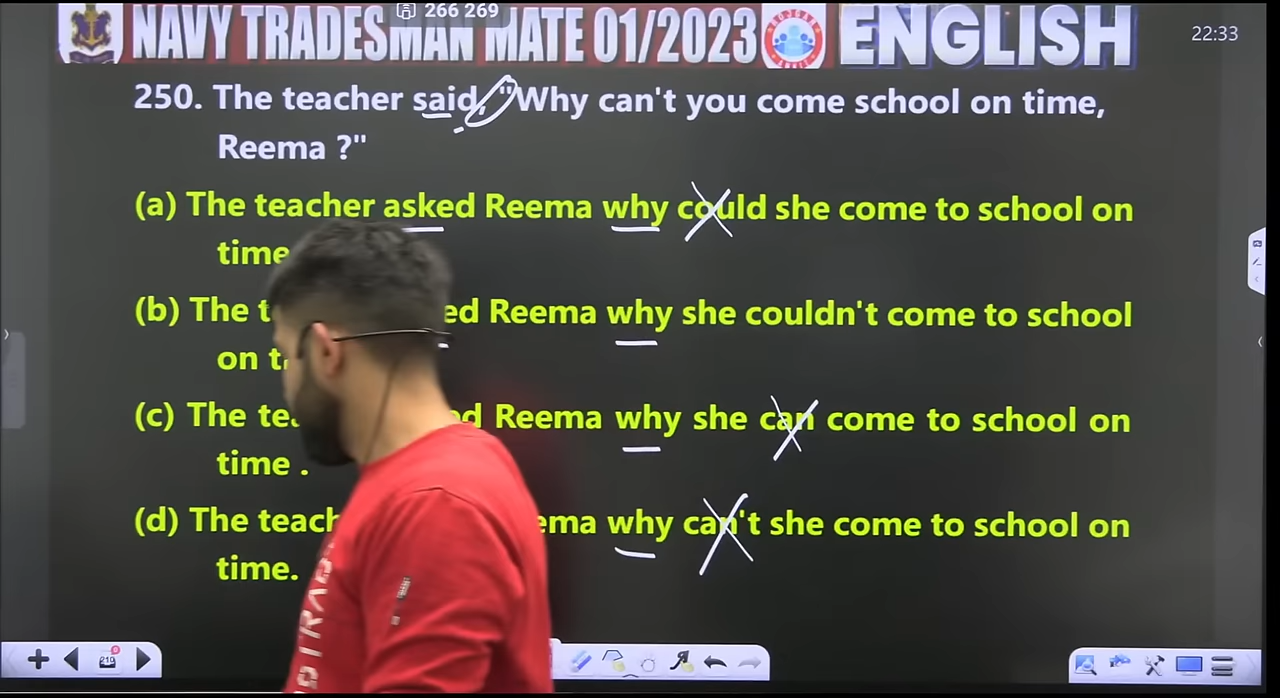 266 269
NAVY TRADESMAN MATE 01/2023 ENGLISH
22:33
250. The teacher said, "Why can't you come school on time,
Reema ?"
(a) The teacher asked Reema why could she come to school on
time
(b) The ed Reema why she couldn't come to school
on
(c) The ed Reema why she can come to school on
time .
(d) The why can't she come to school on
time.
210